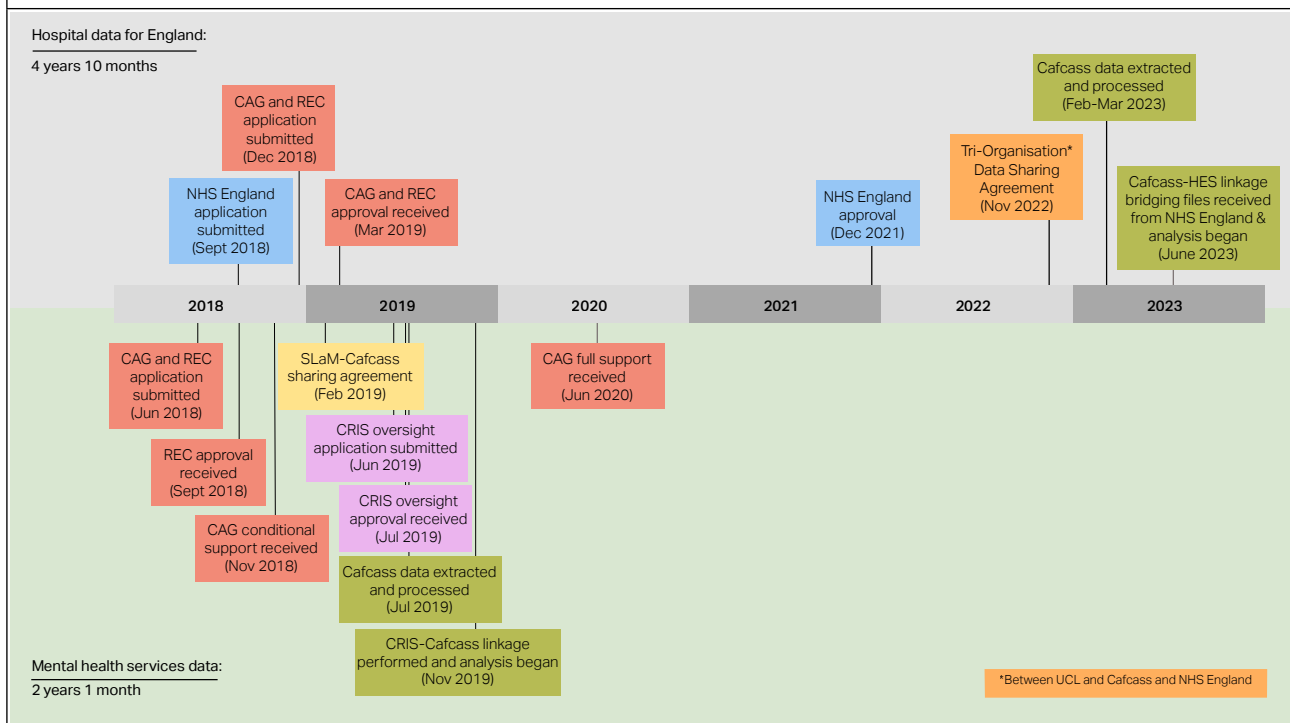 Hospital data for England:
4 years 10 months
CAG and REC
application
submitted
(Dec 2018)
NHS England
application
submitted
(Sept 2018)
CAG and REC
approval received
(Mar 2019)
NHS England
approval
(Dec 2021)
Tri-Organisation*
Data Sharing
Agreement
(Nov 2022)
Cafcass data extracted
and processed
(Feb-Mar 2023)
Cafcass-HES linkage
bridging files received
from NHS England &
analysis began
(June 2023)
2018
2019
2020
2021
2022
2023
CAG and REC
application
submitted
(Jun 2018)
REC approval
received
(Sept 2018)
CAG conditional
support received
(Nov 2018)
SLaM-Cafcass
sharing agreement
(Feb 2019)
CRIS oversight
application submitted
(Jun 2019)
CRIS oversight
approval received
(Jul 2019)
Cafcass data extracted
and processed
(Jul 2019)
CRIS-Cafcass linkage
performed and analysis began
(Nov 2019)
CAG full support
received
(Jun 2020)
Mental health services data:
2 years 1 month
*Between UCL and Cafcass and NHS England